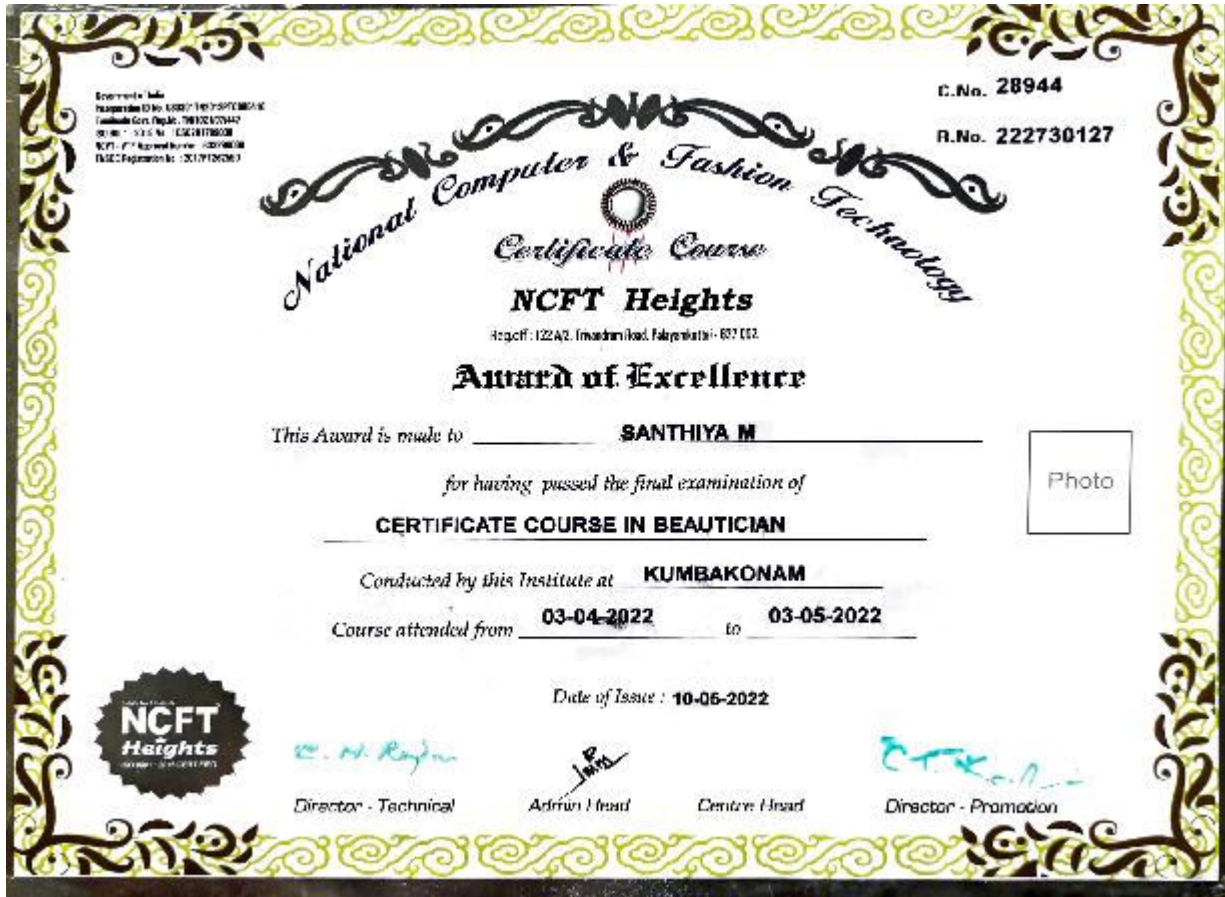 C.No. 28944
R.No. 222730127
National Computer & Fashion Technology
Certificate Course
NCFT Heights
Award of Excellence
This Award is made to SANTHIYA M
for having passed the final examination of
CERTIFICATE COURSE IN BEAUTICIAN
Conducted by this Institute at KUMBAKONAM
Course attended from 03-04-2022 to 03-05-2022
Photo
Date of Issue : 10-05-2022
NCFT
Heights
Director - Technical Admin Head Centre Head Director - Promotion